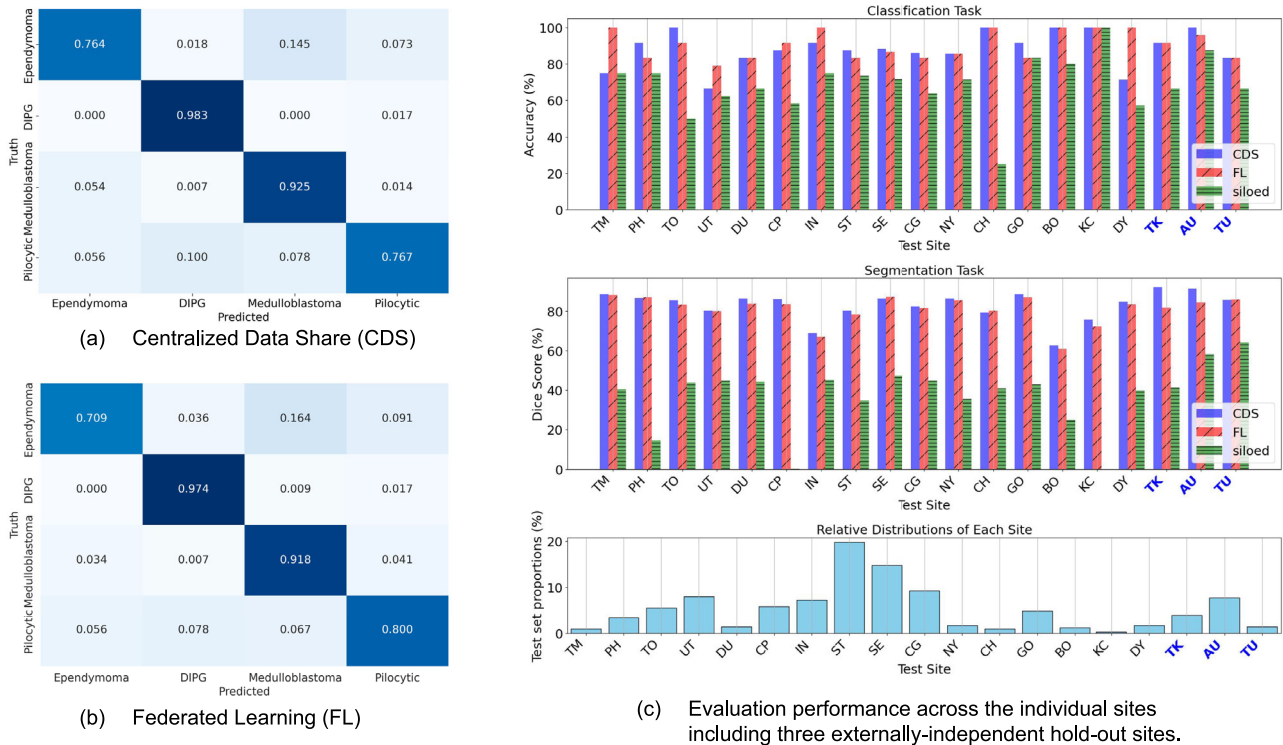 Ependymoma
0.764 0.018 0.145 0.073
DIPG
0.000 0.983 0.000 0.017
Truth
Medulloblastoma
0.054 0.007 0.925 0.014
Pilocytic
0.056 0.100 0.078 0.767
Ependymoma DIPG Medulloblastoma Pilocytic
Predicted
(a) Centralized Data Share (CDS)
Ependymoma
0.709 0.036 0.164 0.091
DIPG
0.000 0.974 0.009 0.017
Truth
Medulloblastoma
0.034 0.007 0.918 0.041
Pilocytic
0.056 0.078 0.067 0.800
Ependymoma DIPG Medulloblastoma Pilocytic
Predicted
(b) Federated Learning (FL)
Classification Task
Accuracy (%)
100
80
60
40
20
0
CDS
FL
siloed
TM PH TO UT DU CP IN ST SE CG NY CH GO BO KC DY TK AU TU
Test Site
Segmentation Task
Dice Score (%)
80
60
40
20
0
CDS
FL
siloed
TM PH TO UT DU CP IN ST SE CG NY CH GO BO KC DY TK AU TU
Test Site
Relative Distributions of Each Site
Test set proportions (%)
20
10
0
TM PH TO UT DU CP IN ST SE CG NY CH GO BO KC DY TK AU TU
Test Site
(c) Evaluation performance across the individual sites
including three externally-independent hold-out sites.